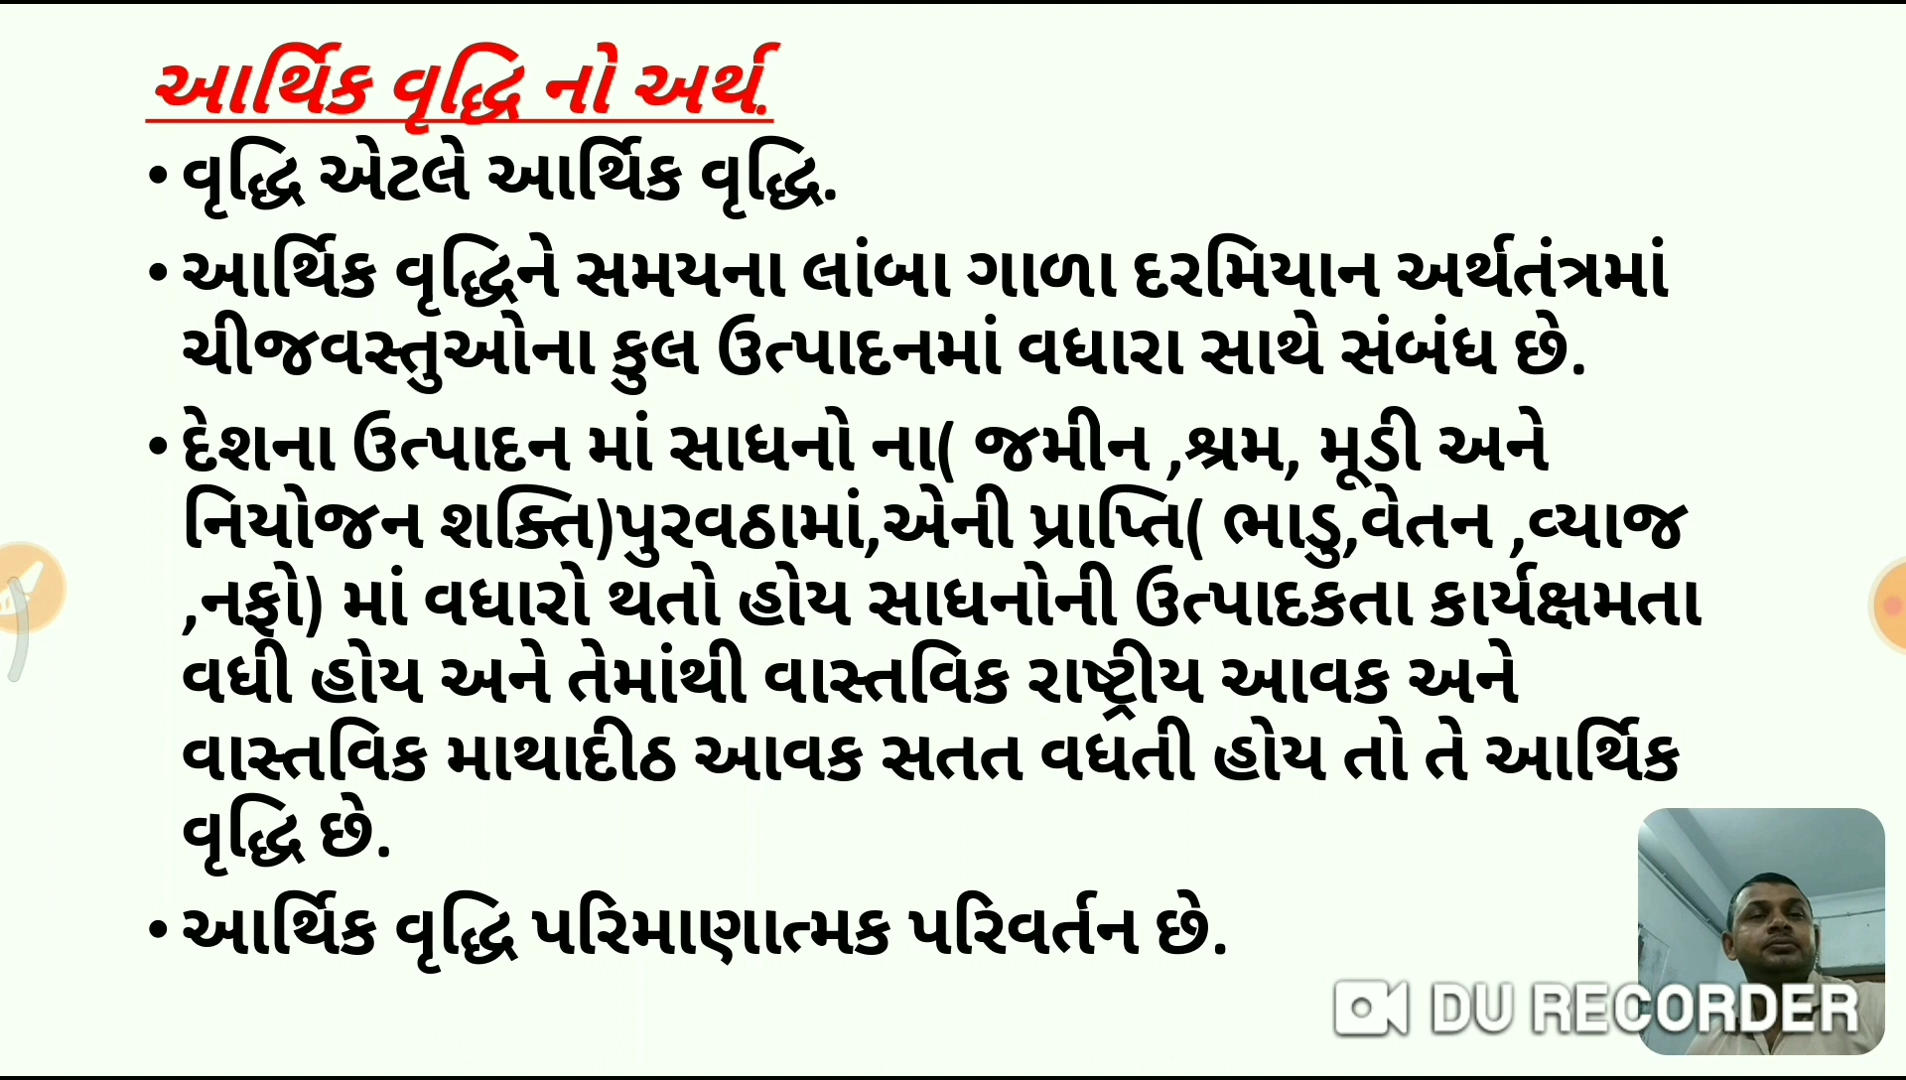 આર્થિક વૃદ્ધિ નો અર્થ.
• વૃદ્ધિ એટલે આર્થિક વૃદ્ધિ.
• આર્થિક વૃદ્ધિને સમયના લાંબા ગાળા દરમિયાન અર્થતંત્રમાં
ચીજવસ્તુઓના કુલ ઉત્પાદનમાં વધારા સાથે સંબંધ છે.
• દેશના ઉત્પાદન માં સાધનો ના( જમીન ,શ્રમ, મૂડી અને
નિયોજન શક્તિ)પુરવઠામાં,એની પ્રાપ્તિ( ભાડુ,વેતન ,વ્યાજ
,નફો) માં વધારો થતો હોય સાધનોની ઉત્પાદકતા કાર્યક્ષમતા
વધી હોય અને તેમાંથી વાસ્તવિક રાષ્ટ્રીય આવક અને
વાસ્તવિક માથાદીઠ આવક સતત વધતી હોય તો તે આર્થિક
વૃદ્ધિ છે.
• આર્થિક વૃદ્ધિ પરિમાણાત્મક પરિવર્તન છે.
DU RECORDER